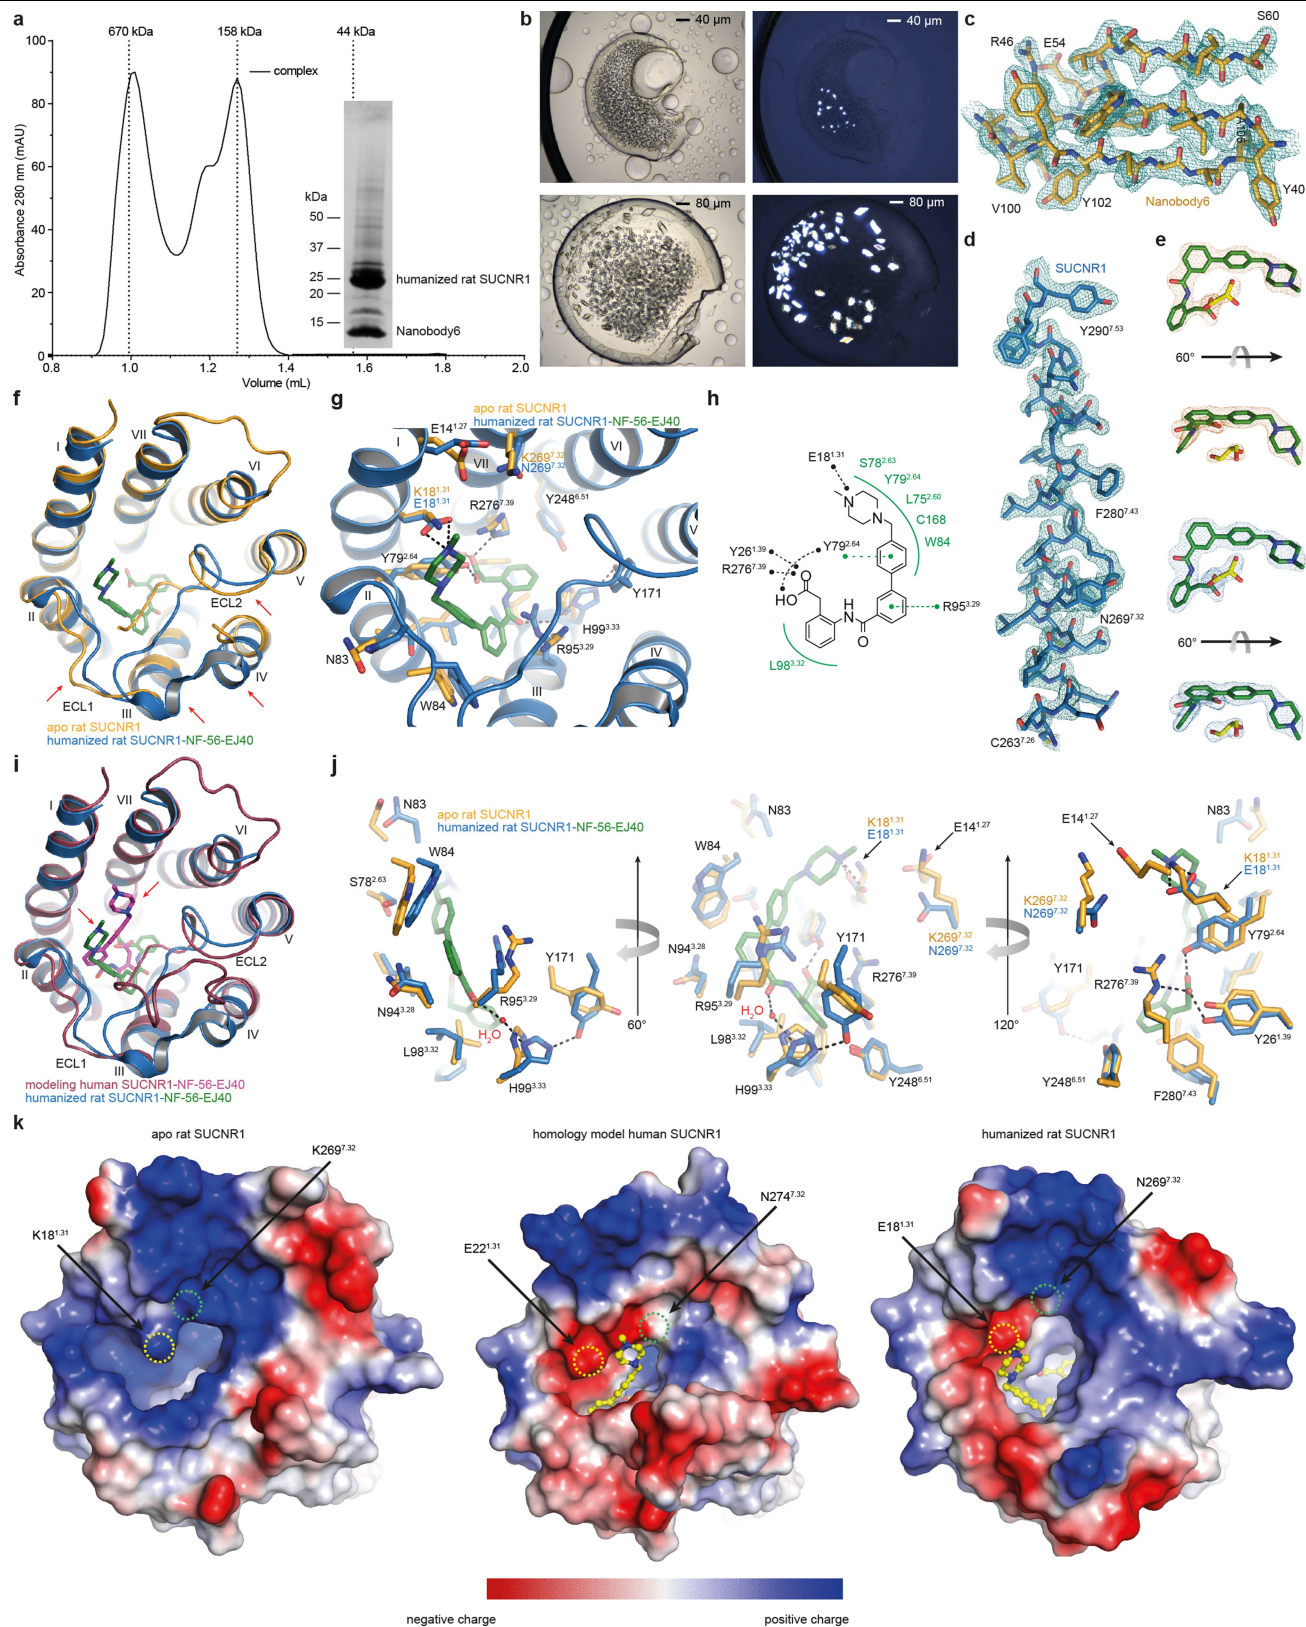 a
670 kDa
158 kDa
44 kDa
100
80
60
40
20
0
Absorbance 280 nm (mAU)
complex
kDa
50
37
25
20
15
humanized rat SUCNR1
Nanobody6
0.8
1.0
1.2
1.4
1.6
1.8
2.0
Volume (mL)
b
40 µm
40 µm
80 µm
80 µm
c
S60
R46
E54
Y106
Y40
V100
Y102
Nanobody6
d
SUCNR1
Y290⁷·⁵³
F280⁷·⁴³
N269⁷·³²
C263⁷·²⁶
e
60°
60°
f
I
VII
VI
V
II
ECL2
ECL1
III
IV
apo rat SUCNR1
humanized rat SUCNR1-NF-56-EJ40
g
apo rat SUCNR1
humanized rat SUCNR1-NF-56-EJ40
I
E14¹·²⁷
VII
K269⁷·³²
N269⁷·³²
VI
K18¹·³¹
E18¹·³¹
R276⁷·³⁹
Y248⁶·⁵¹
V
Y79²·⁶⁴
II
Y171
H99³·³³
R95³·²⁹
N83
IV
III
W84
h
E18¹·³¹
S78²·⁶³
Y79²·⁶⁴
L75²·⁶⁰
C168
W84
N
N
Y26¹·³⁹
Y79²·⁶⁴
R276⁷·³⁹
O
HO
NH
O
R95³·²⁹
L98³·³²
i
I
VII
VI
V
II
ECL2
ECL1
III
IV
modeling human SUCNR1-NF-56-EJ40
humanized rat SUCNR1-NF-56-EJ40
j
apo rat SUCNR1
humanized rat SUCNR1-NF-56-EJ40
N83
W84
S78²·⁶³
N94³·²⁸
R95³·²⁹
Y171
L98³·³²
H₂O
H99³·³³
60°
N83
W84
K18¹·³¹
E18¹·³¹
E14¹·²⁷
K269⁷·³²
N269⁷·³²
N94³·²⁸
Y171
R276⁷·³⁹
R95³·²⁹
H₂O
L98³·³²
H99³·³³
Y248⁶·⁵¹
120°
E14¹·²⁷
N83
K18¹·³¹
E18¹·³¹
K269⁷·³²
N269⁷·³²
Y79²·⁶⁴
Y171
R276⁷·³⁹
Y26¹·³⁹
Y248⁶·⁵¹
F280⁷·⁴³
k
apo rat SUCNR1
K269⁷·³²
K18¹·³¹
homology model human SUCNR1
N274⁷·³²
E22¹·³¹
humanized rat SUCNR1
N269⁷·³²
E18¹·³¹
negative charge
positive charge